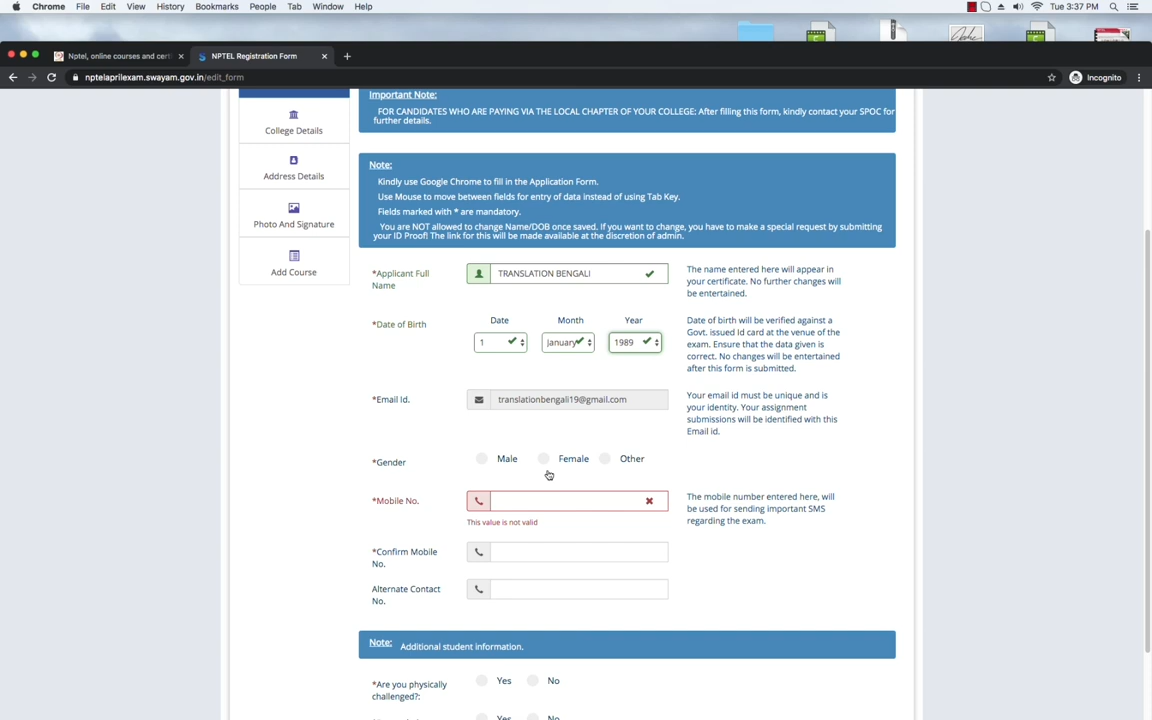 Chrome File Edit View History Bookmarks People Tab Window Help
Tue 3:37 PM
Nptel, online courses and certi
NPTEL Registration Form
nptelaprilexam.swayam.gov.in/edit_form
Incognito
Important Note:
FOR CANDIDATES WHO ARE PAYING VIA THE LOCAL CHAPTER OF YOUR COLLEGE: After filling this form, kindly contact your SPOC for
further details.
College Details
Address Details
Photo And Signature
Add Course
Note:
Kindly use Google Chrome to fill in the Application Form.
Use Mouse to move between fields for entry of data instead of using Tab Key.
Fields marked with * are mandatory.
You are NOT allowed to change Name/DOB once saved. If you want to change, you have to make a special request by submitting
your ID Proof! The link for this will be made available at the discretion of admin.
*Applicant Full
Name
TRANSLATION BENGALI
The name entered here will appear in
your certificate. No further changes will
be entertained.
*Date of Birth
Date Month Year
1 January 1989
Date of birth will be verified against a
Govt. issued Id card at the venue of the
exam. Ensure that the data given is
correct. No changes will be entertained
after this form is submitted.
*Email Id.
translationbengali19@gmail.com
Your email id must be unique and is
your identity. Your assignment
submissions will be identified with this
Email id.
*Gender
Male Female Other
*Mobile No.
This value is not valid
The mobile number entered here, will
be used for sending important SMS
regarding the exam.
*Confirm Mobile
No.
Alternate Contact
No.
Note: Additional student information.
*Are you physically
challenged?:
Yes No
Yes No